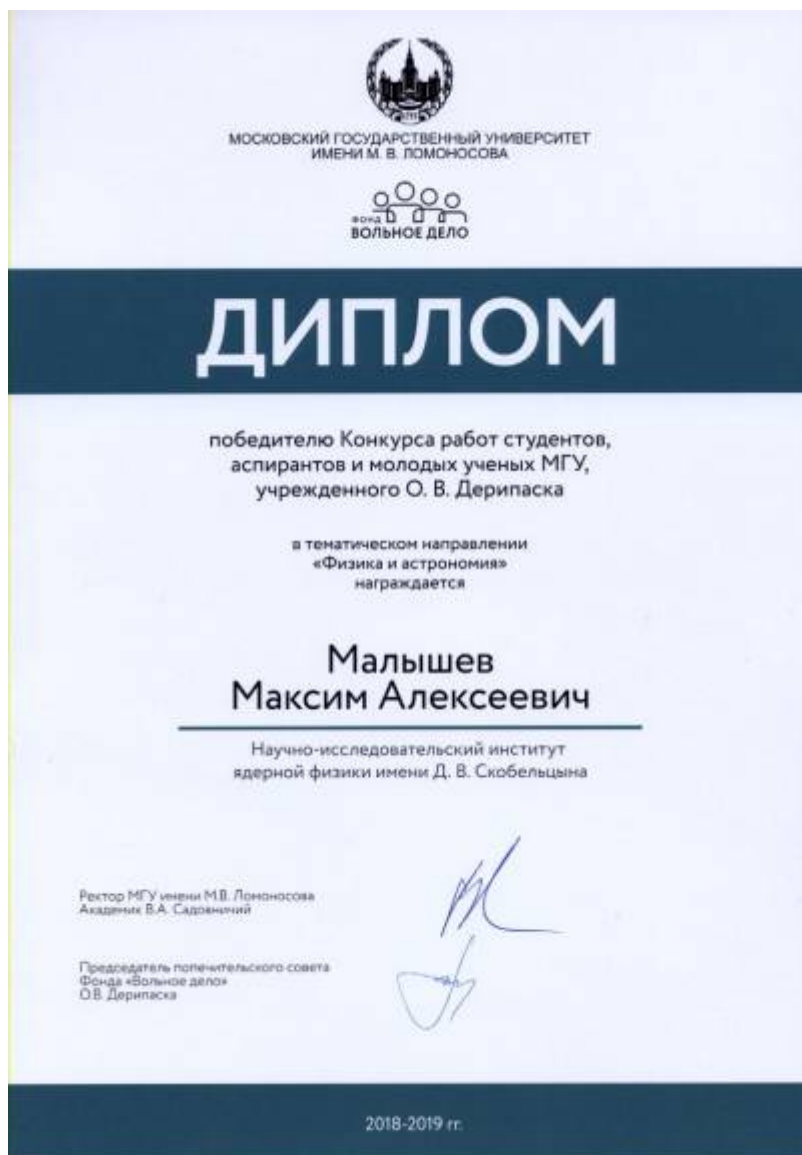 МОСКОВСКИЙ ГОСУДАРСТВЕННЫЙ УНИВЕРСИТЕТ
ИМЕНИ М. В. ЛОМОНОСОВА
ФОНД
ВОЛЬНОЕ ДЕЛО
ДИПЛОМ
победителю Конкурса работ студентов,
аспирантов и молодых ученых МГУ,
учрежденного О. В. Дерипаска
в тематическом направлении
«Физика и астрономия»
награждается
Малышев
Максим Алексеевич
Научно-исследовательский институт
ядерной физики имени Д. В. Скобельцына
Ректор МГУ имени М.В. Ломоносова
Академик В.А. Садовничий
Председатель попечительского совета
Фонда «Вольное дело»
О.В. Дерипаска
2018-2019 гг.